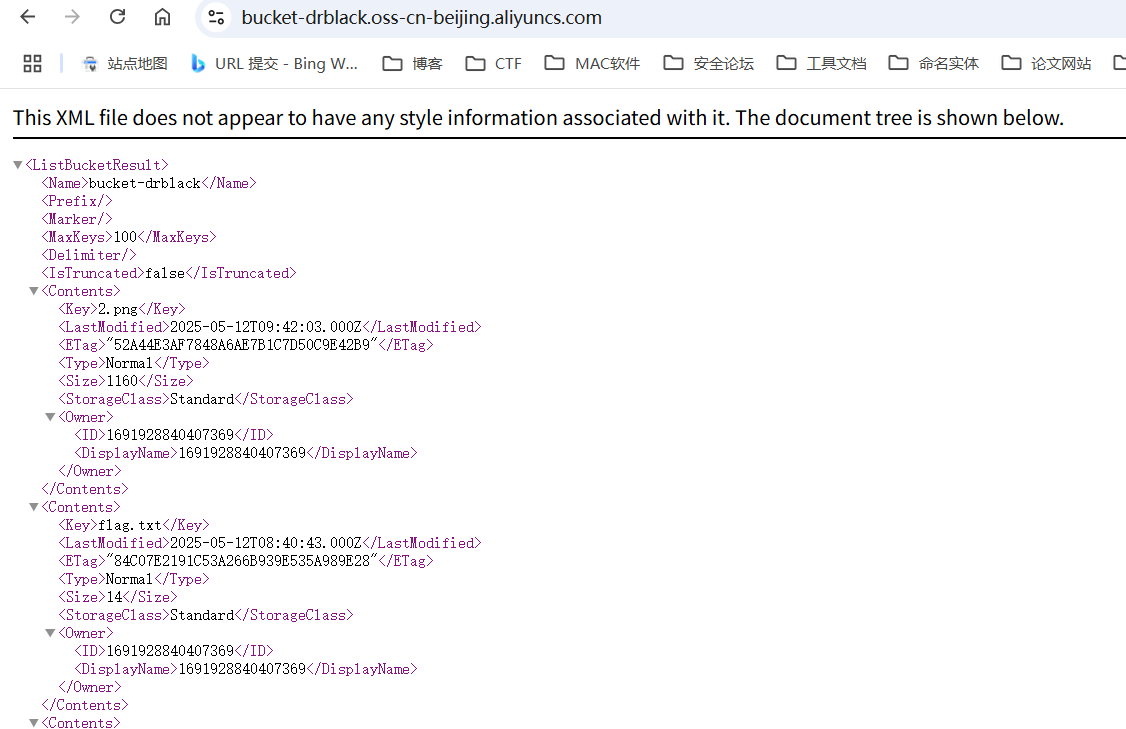 bucket-drblack.oss-cn-beijing.aliyuncs.com
站点地图 URL 提交 - Bing W... 博客 CTF MAC软件 安全论坛 工具文档 命名实体 论文网站
This XML file does not appear to have any style information associated with it. The document tree is shown below.
▼<ListBucketResult>
<Name>bucket-drblack</Name>
<Prefix/>
<Marker/>
<MaxKeys>100</MaxKeys>
<Delimiter/>
<IsTruncated>false</IsTruncated>
▼<Contents>
<Key>2.png</Key>
<LastModified>2025-05-12T09:42:03.000Z</LastModified>
<ETag>"52A44E3AF7848A6AE7B1C7D50C9E42B9"</ETag>
<Type>Normal</Type>
<Size>1160</Size>
<StorageClass>Standard</StorageClass>
▼<Owner>
<ID>1691928840407369</ID>
<DisplayName>1691928840407369</DisplayName>
</Owner>
</Contents>
▼<Contents>
<Key>flag.txt</Key>
<LastModified>2025-05-12T08:40:43.000Z</LastModified>
<ETag>"84C07E2191C53A266B939E535A989E28"</ETag>
<Type>Normal</Type>
<Size>14</Size>
<StorageClass>Standard</StorageClass>
▼<Owner>
<ID>1691928840407369</ID>
<DisplayName>1691928840407369</DisplayName>
</Owner>
</Contents>
▼<Contents>